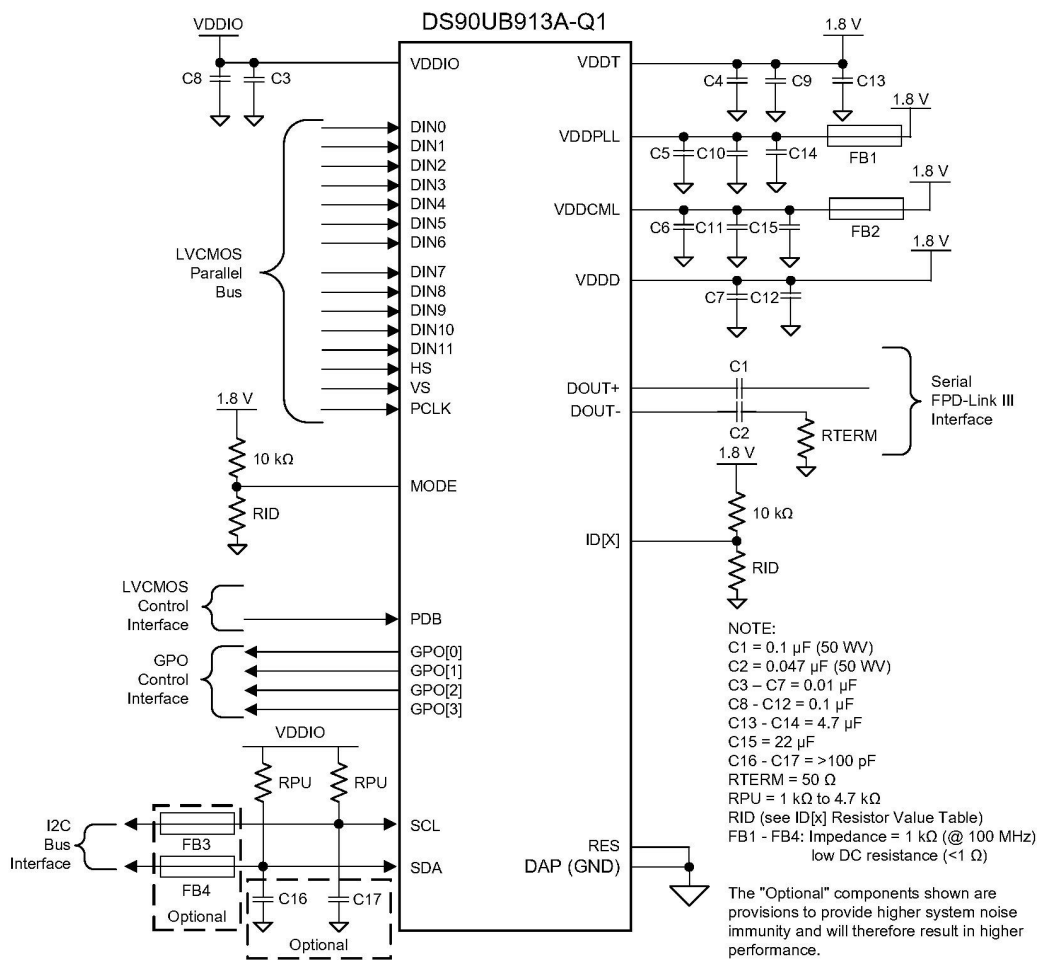 DS90UB913A-Q1
VDDIO
C8
C3
VDDIO
LVCMOS
Parallel
Bus
DIN0
DIN1
DIN2
DIN3
DIN4
DIN5
DIN6
DIN7
DIN8
DIN9
DIN10
DIN11
HS
VS
PCLK
1.8 V
10 kΩ
RID
MODE
LVCMOS
Control
Interface
PDB
GPO
Control
Interface
GPO[0]
GPO[1]
GPO[2]
GPO[3]
VDDIO
RPU
RPU
I2C
Bus
Interface
FB3
FB4
Optional
SCL
SDA
C16
C17
Optional
1.8 V
VDDT
C4
C9
C13
1.8 V
VDDPLL
C5
C10
C14
FB1
1.8 V
VDDCML
C6
C11
C15
FB2
1.8 V
VDDD
C7
C12
C1
DOUT+
DOUT-
C2
RTERM
Serial
FPD-Link III
Interface
1.8 V
10 kΩ
ID[X]
RID
RES
DAP (GND)
NOTE:
C1 = 0.1 µF (50 WV)
C2 = 0.047 µF (50 WV)
C3 – C7 = 0.01 µF
C8 - C12 = 0.1 µF
C13 - C14 = 4.7 µF
C15 = 22 µF
C16 - C17 = >100 pF
RTERM = 50 Ω
RPU = 1 kΩ to 4.7 kΩ
RID (see ID[x] Resistor Value Table)
FB1 - FB4: Impedance = 1 kΩ (@ 100 MHz)
low DC resistance (<1 Ω)
The "Optional" components shown are
provisions to provide higher system noise
immunity and will therefore result in higher
performance.